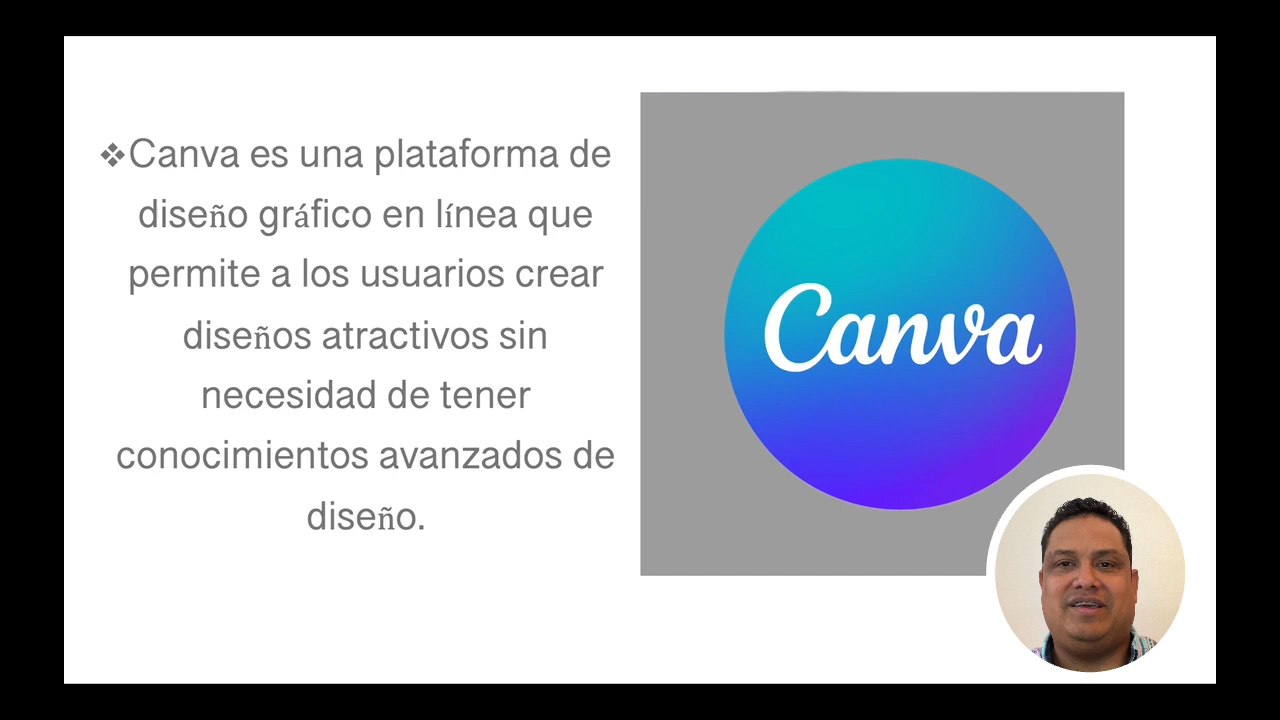 ❖Canva es una plataforma de
diseño gráfico en línea que
permite a los usuarios crear
diseños atractivos sin
necesidad de tener
conocimientos avanzados de
diseño.
Canva